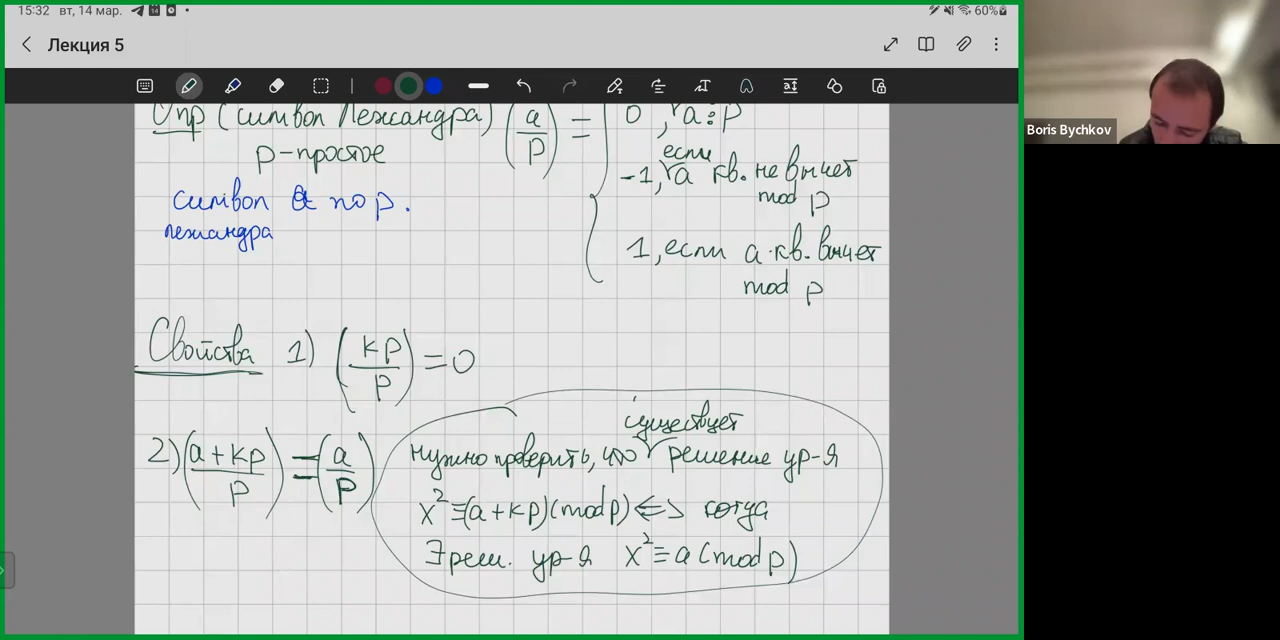 15:32 вт, 14 мар.
60%
Лекция 5
Boris Bychkov
Опр (символ Лежандра) (a/p) = 0, a⋮p
p-простое
если
-1, a кв. не вычет
mod p
символ a по p.
лежандра
1, если a кв. вычет
mod p
Свойства 1) (kp/p) = 0
существует
2) (a+kp/p) = (a/p) нужно проверить, что решение ур-я
x² ≡ (a+kp)(mod p) <=> когда
∃ реш. ур-я x² ≡ a (mod p)